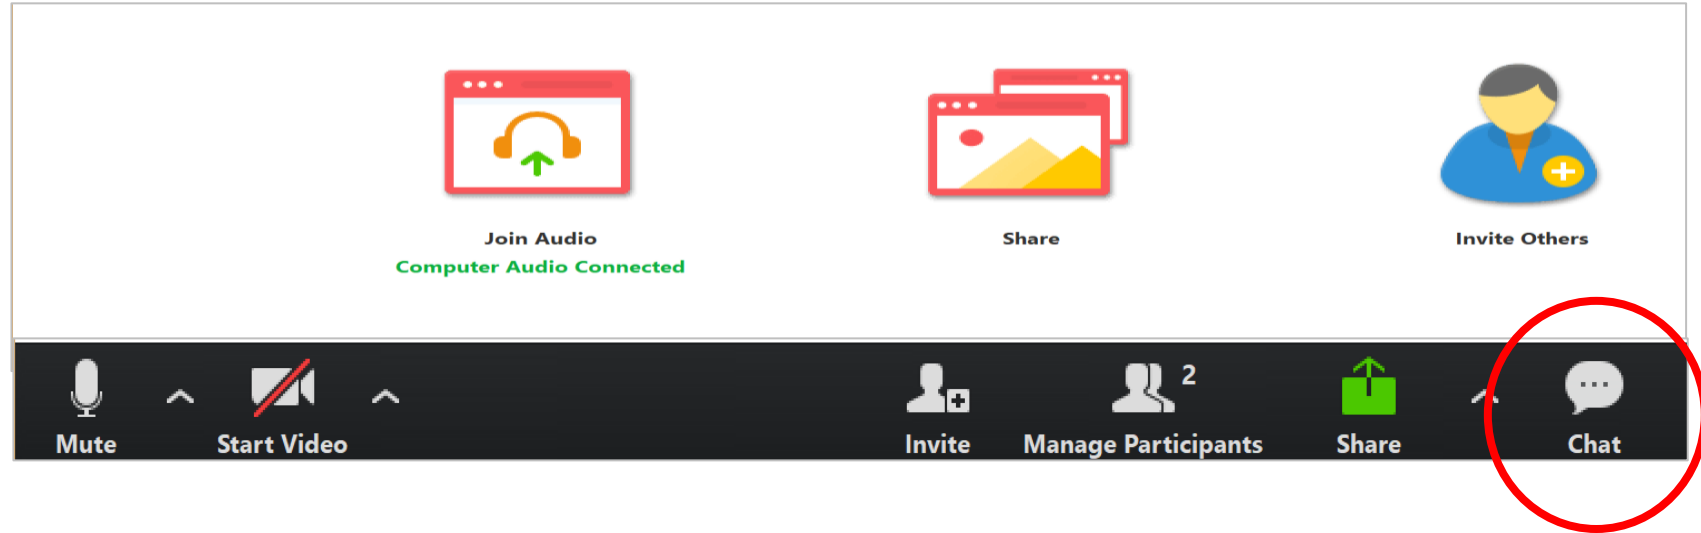 Join Audio
Computer Audio Connected
Share
Invite Others
Mute
Start Video
Invite
Manage Participants
2
Share
Chat